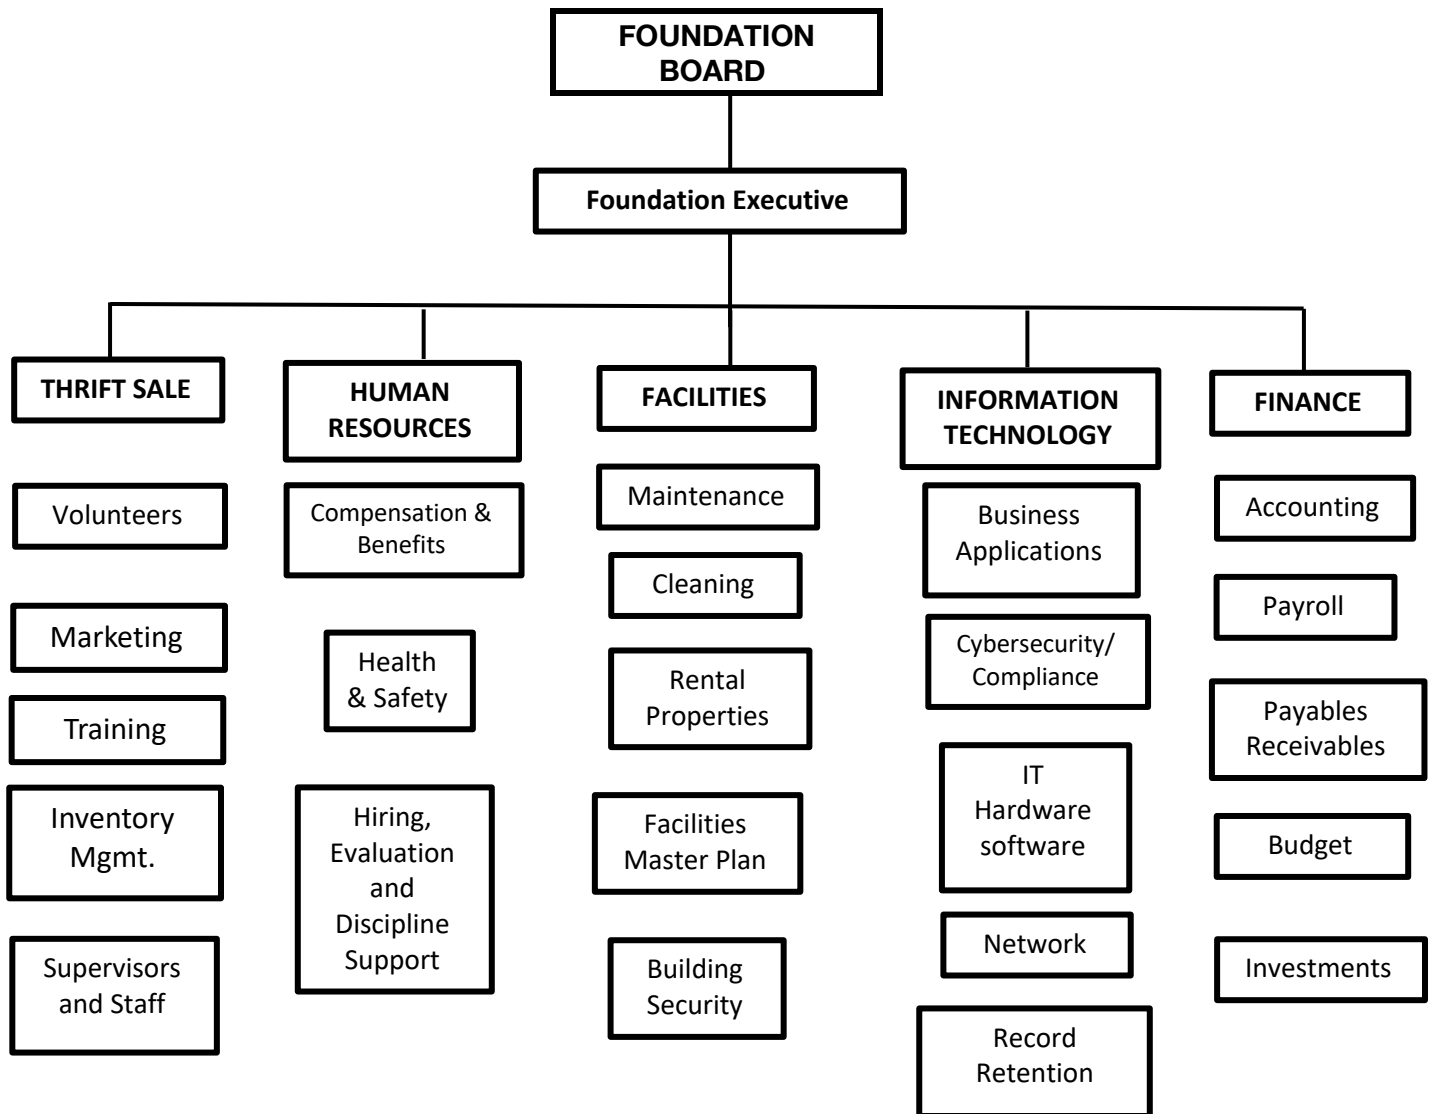 FOUNDATION
BOARD
Foundation Executive
THRIFT SALE
Volunteers
Marketing
Training
Inventory
Mgmt.
Supervisors
and Staff
HUMAN
RESOURCES
Compensation &
Benefits
Health
& Safety
Hiring,
Evaluation
and
Discipline
Support
FACILITIES
Maintenance
Cleaning
Rental
Properties
Facilities
Master Plan
Building
Security
INFORMATION
TECHNOLOGY
Business
Applications
Cybersecurity/
Compliance
IT
Hardware
software
Network
Record
Retention
FINANCE
Accounting
Payroll
Payables
Receivables
Budget
Investments